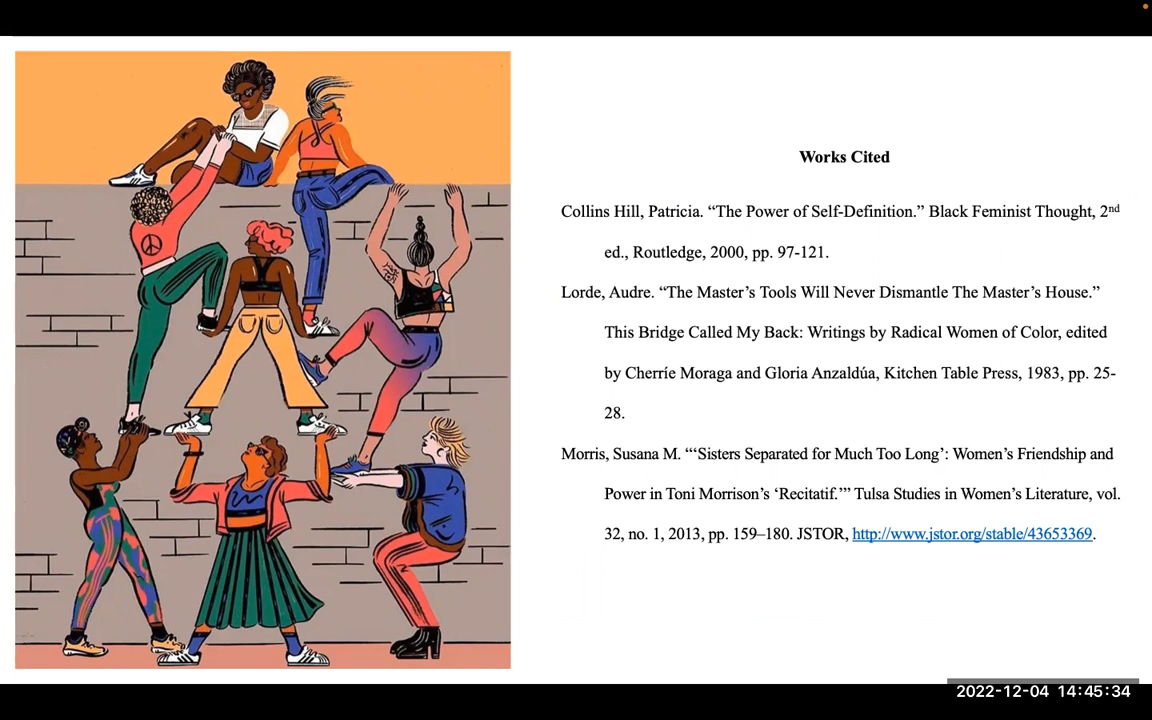 Works Cited
Collins Hill, Patricia. “The Power of Self-Definition.” Black Feminist Thought, 2nd
ed., Routledge, 2000, pp. 97-121.
Lorde, Audre. “The Master’s Tools Will Never Dismantle The Master’s House.”
This Bridge Called My Back: Writings by Radical Women of Color, edited
by Cherríe Moraga and Gloria Anzaldúa, Kitchen Table Press, 1983, pp. 25-
28.
Morris, Susana M. “‘Sisters Separated for Much Too Long’: Women’s Friendship and
Power in Toni Morrison’s ‘Recitatif.’” Tulsa Studies in Women’s Literature, vol.
32, no. 1, 2013, pp. 159–180. JSTOR, http://www.jstor.org/stable/43653369.
2022-12-04 14:45:34